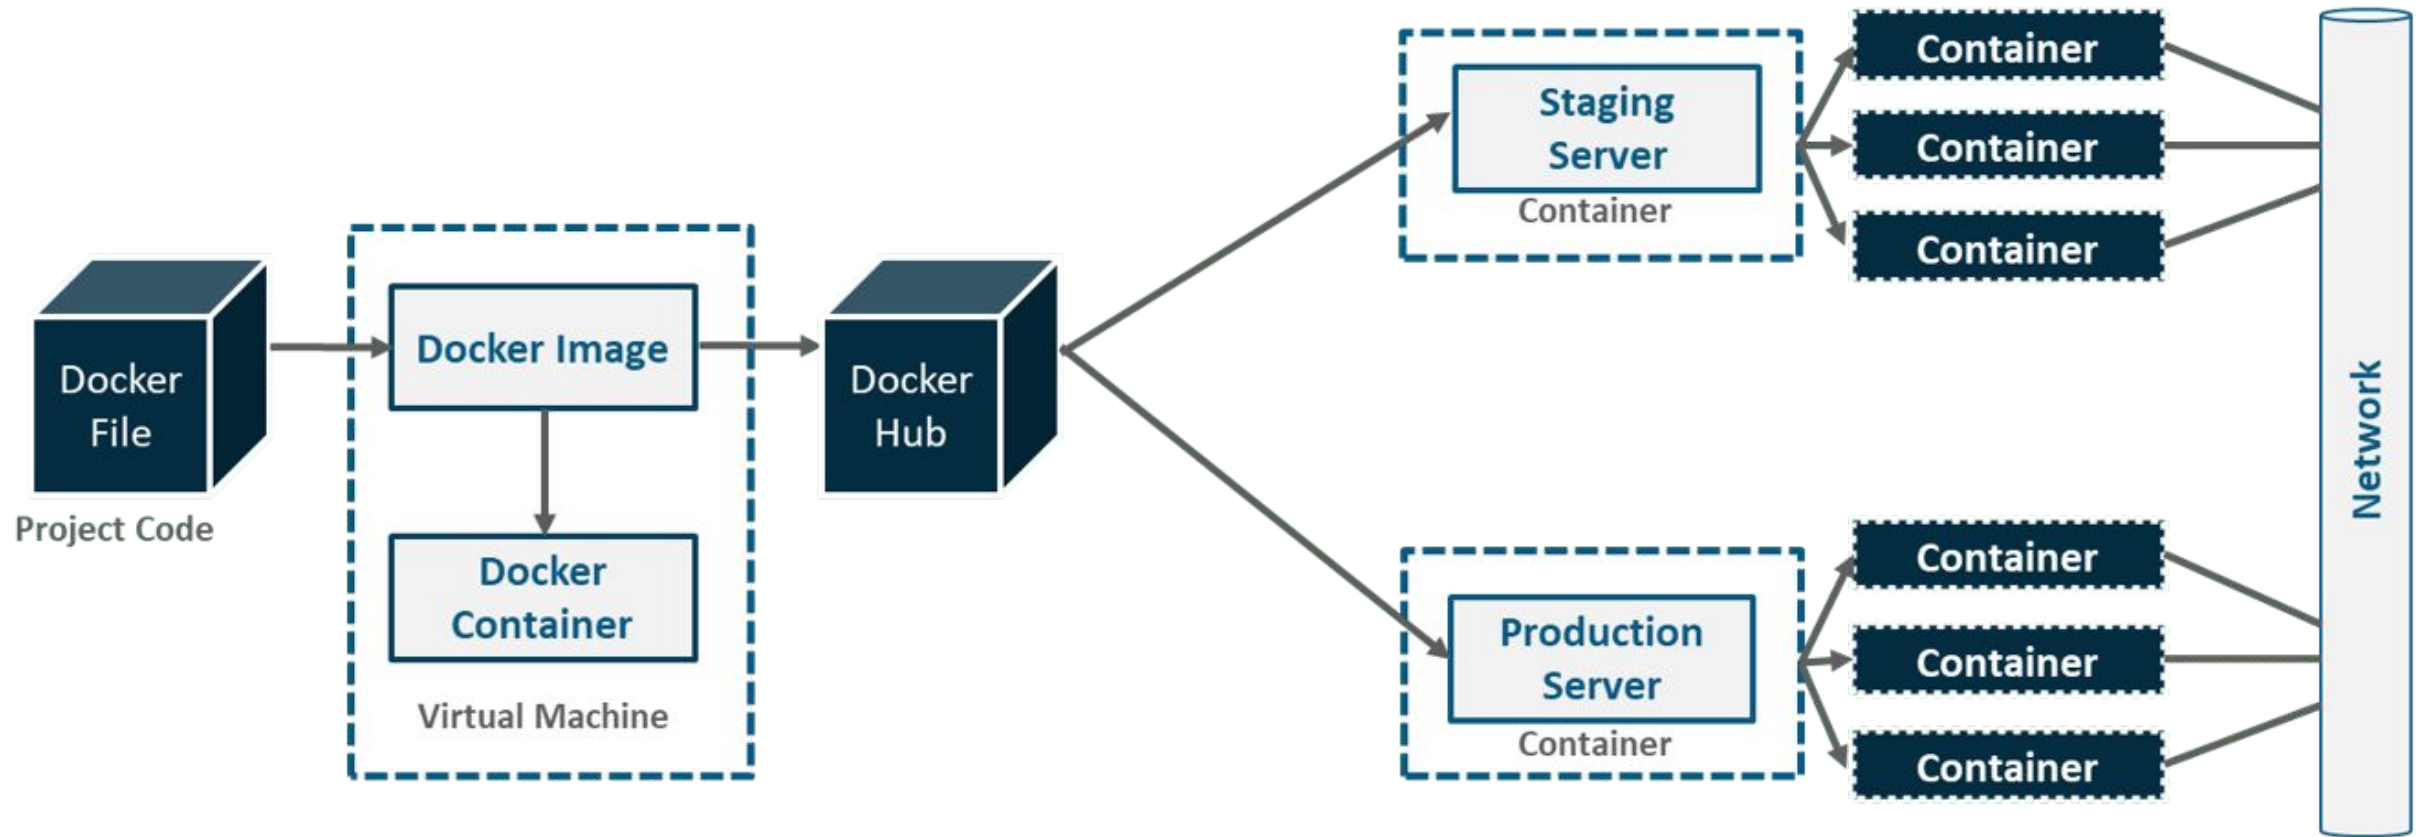 Docker
File
Project Code
Docker Image
Docker
Container
Virtual Machine
Docker
Hub
Staging
Server
Container
Container
Container
Container
Production
Server
Container
Container
Container
Container
Network